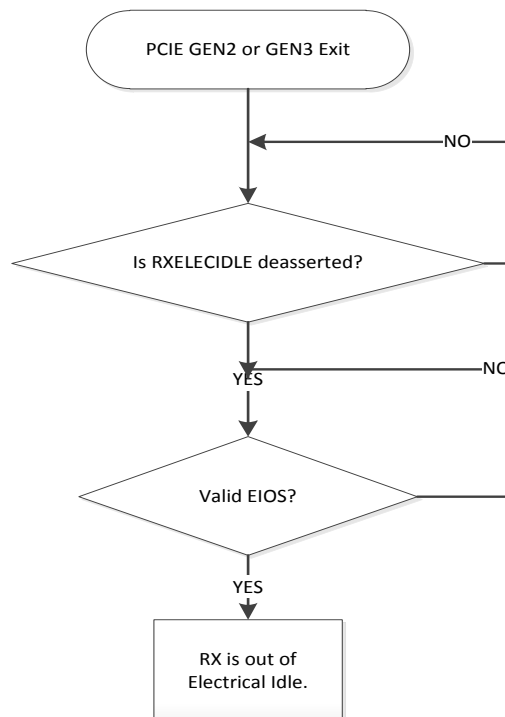 PCIE GEN2 or GEN3 Exit
NO
Is RXELECIDLE deasserted?
NO
YES
Valid EIOS?
YES
RX is out of
Electrical Idle.